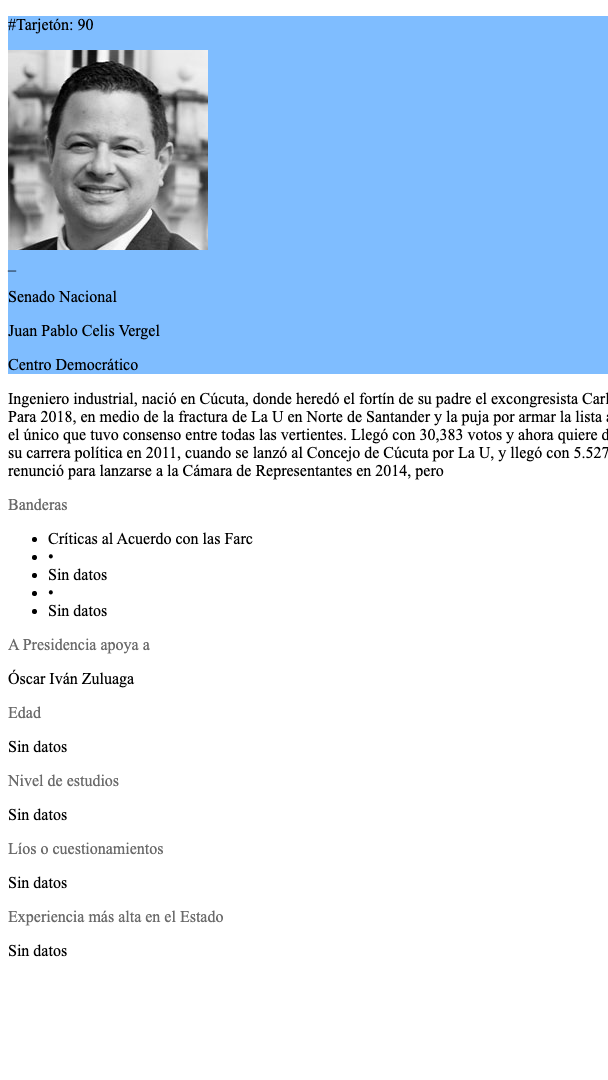 #Tarjetón: 90
_
Senado Nacional
Juan Pablo Celis Vergel
Centro Democrático
Ingeniero industrial, nació en Cúcuta, donde heredó el fortín de su padre el excongresista
Para 2018, en medio de la fractura de La U en Norte de Santander y la puja por armar la lista
el único que tuvo consenso entre todas las vertientes. Llegó con 30,383 votos y ahora quiere
su carrera política en 2011, cuando se lanzó al Concejo de Cúcuta por La U, y llegó con 5.527
renunció para lanzarse a la Cámara de Representantes en 2014, pero
Banderas
• Críticas al Acuerdo con las Farc
• •
• Sin datos
• •
• Sin datos
A Presidencia apoya a
Óscar Iván Zuluaga
Edad
Sin datos
Nivel de estudios
Sin datos
Líos o cuestionamientos
Sin datos
Experiencia más alta en el Estado
Sin datos